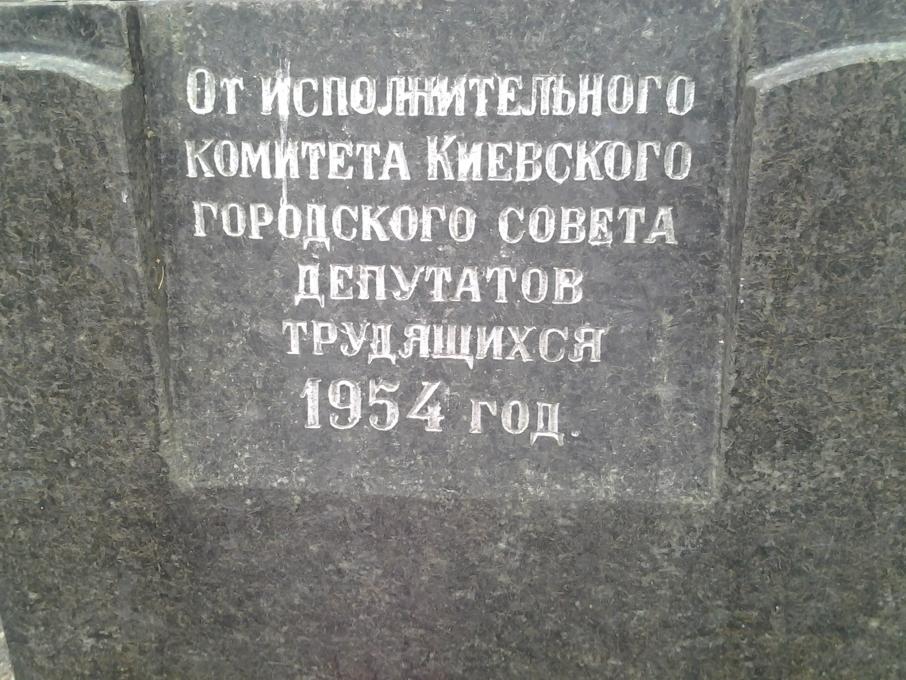 От исполнительного
комитета Киевского
городского совета
депутатов
трудящихся
1954 год.